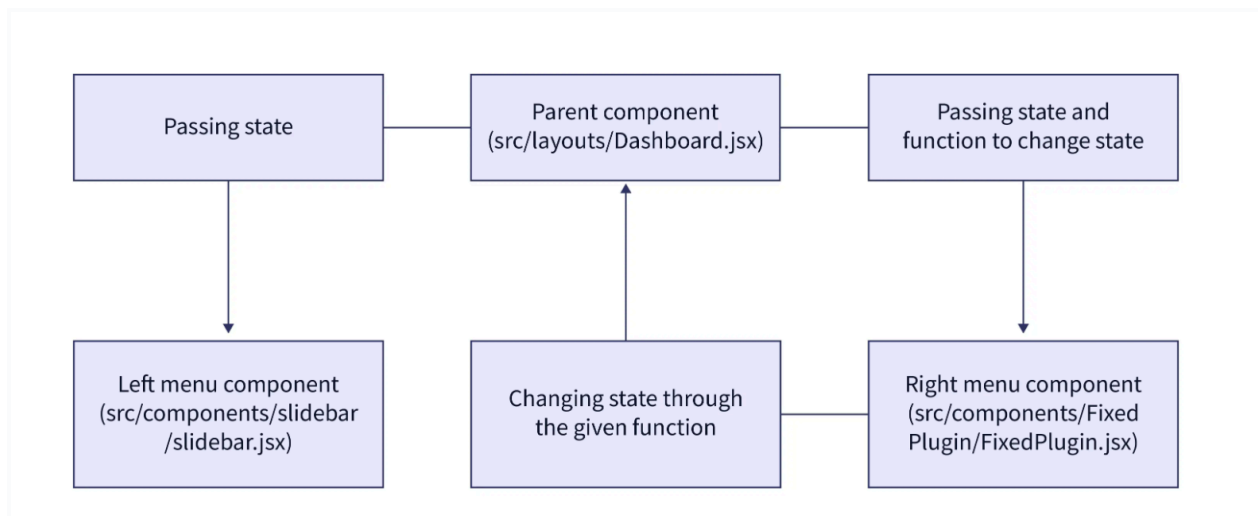 Passing state
Parent component
(src/layouts/Dashboard.jsx)
Passing state and
function to change state
Left menu component
(src/components/slidebar
/slidebar.jsx)
Changing state through
the given function
Right menu component
(src/components/Fixed
Plugin/FixedPlugin.jsx)